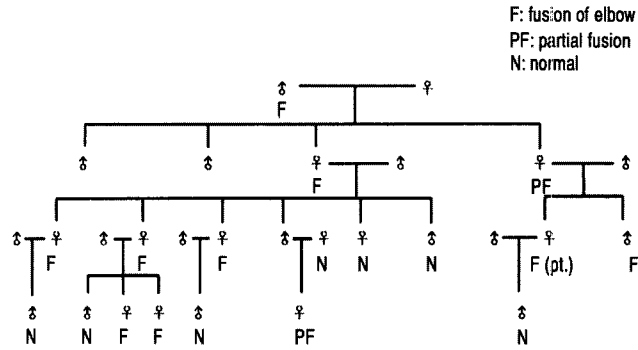 F: fusion of elbow
PF: partial fusion
N: normal
♂ ♀
F
♂ ♂ ♀ ♂ ♀ ♂
F PF
♂ ♀ ♂ ♀ ♂ ♀ ♂ ♀ ♀ ♂ ♂ ♀ ♂
F F F N N N F (pt.) F
♂ ♂ ♀ ♀ ♂ ♀ ♂
N N F F N PF N